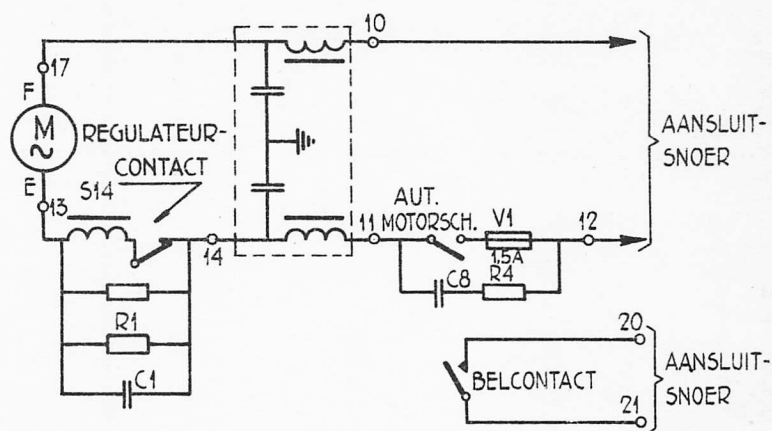 10
17
F
M
~
E
13
REGULATEUR-
CONTACT
S14
14
R1
C1
11
AUT.
MOTORSCH.
V1
1.5A
12
C8
R4
AANSLUIT-
SNOER
20
BELCONTACT
21
AANSLUIT-
SNOER